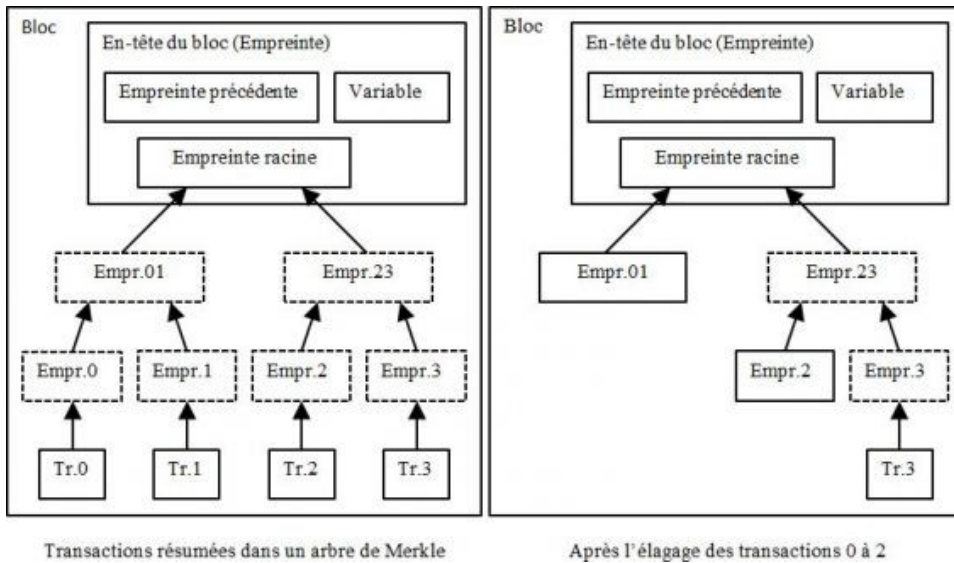 Bloc
En-tête du bloc (Empreinte)
Empreinte précédente
Variable
Empreinte racine
Empr.01
Empr.23
Empr.0
Empr.1
Empr.2
Empr.3
Tr.0
Tr.1
Tr.2
Tr.3
Transactions résumées dans un arbre de Merkle
Bloc
En-tête du bloc (Empreinte)
Empreinte précédente
Variable
Empreinte racine
Empr.01
Empr.23
Empr.2
Empr.3
Tr.3
Après l'élagage des transactions 0 à 2